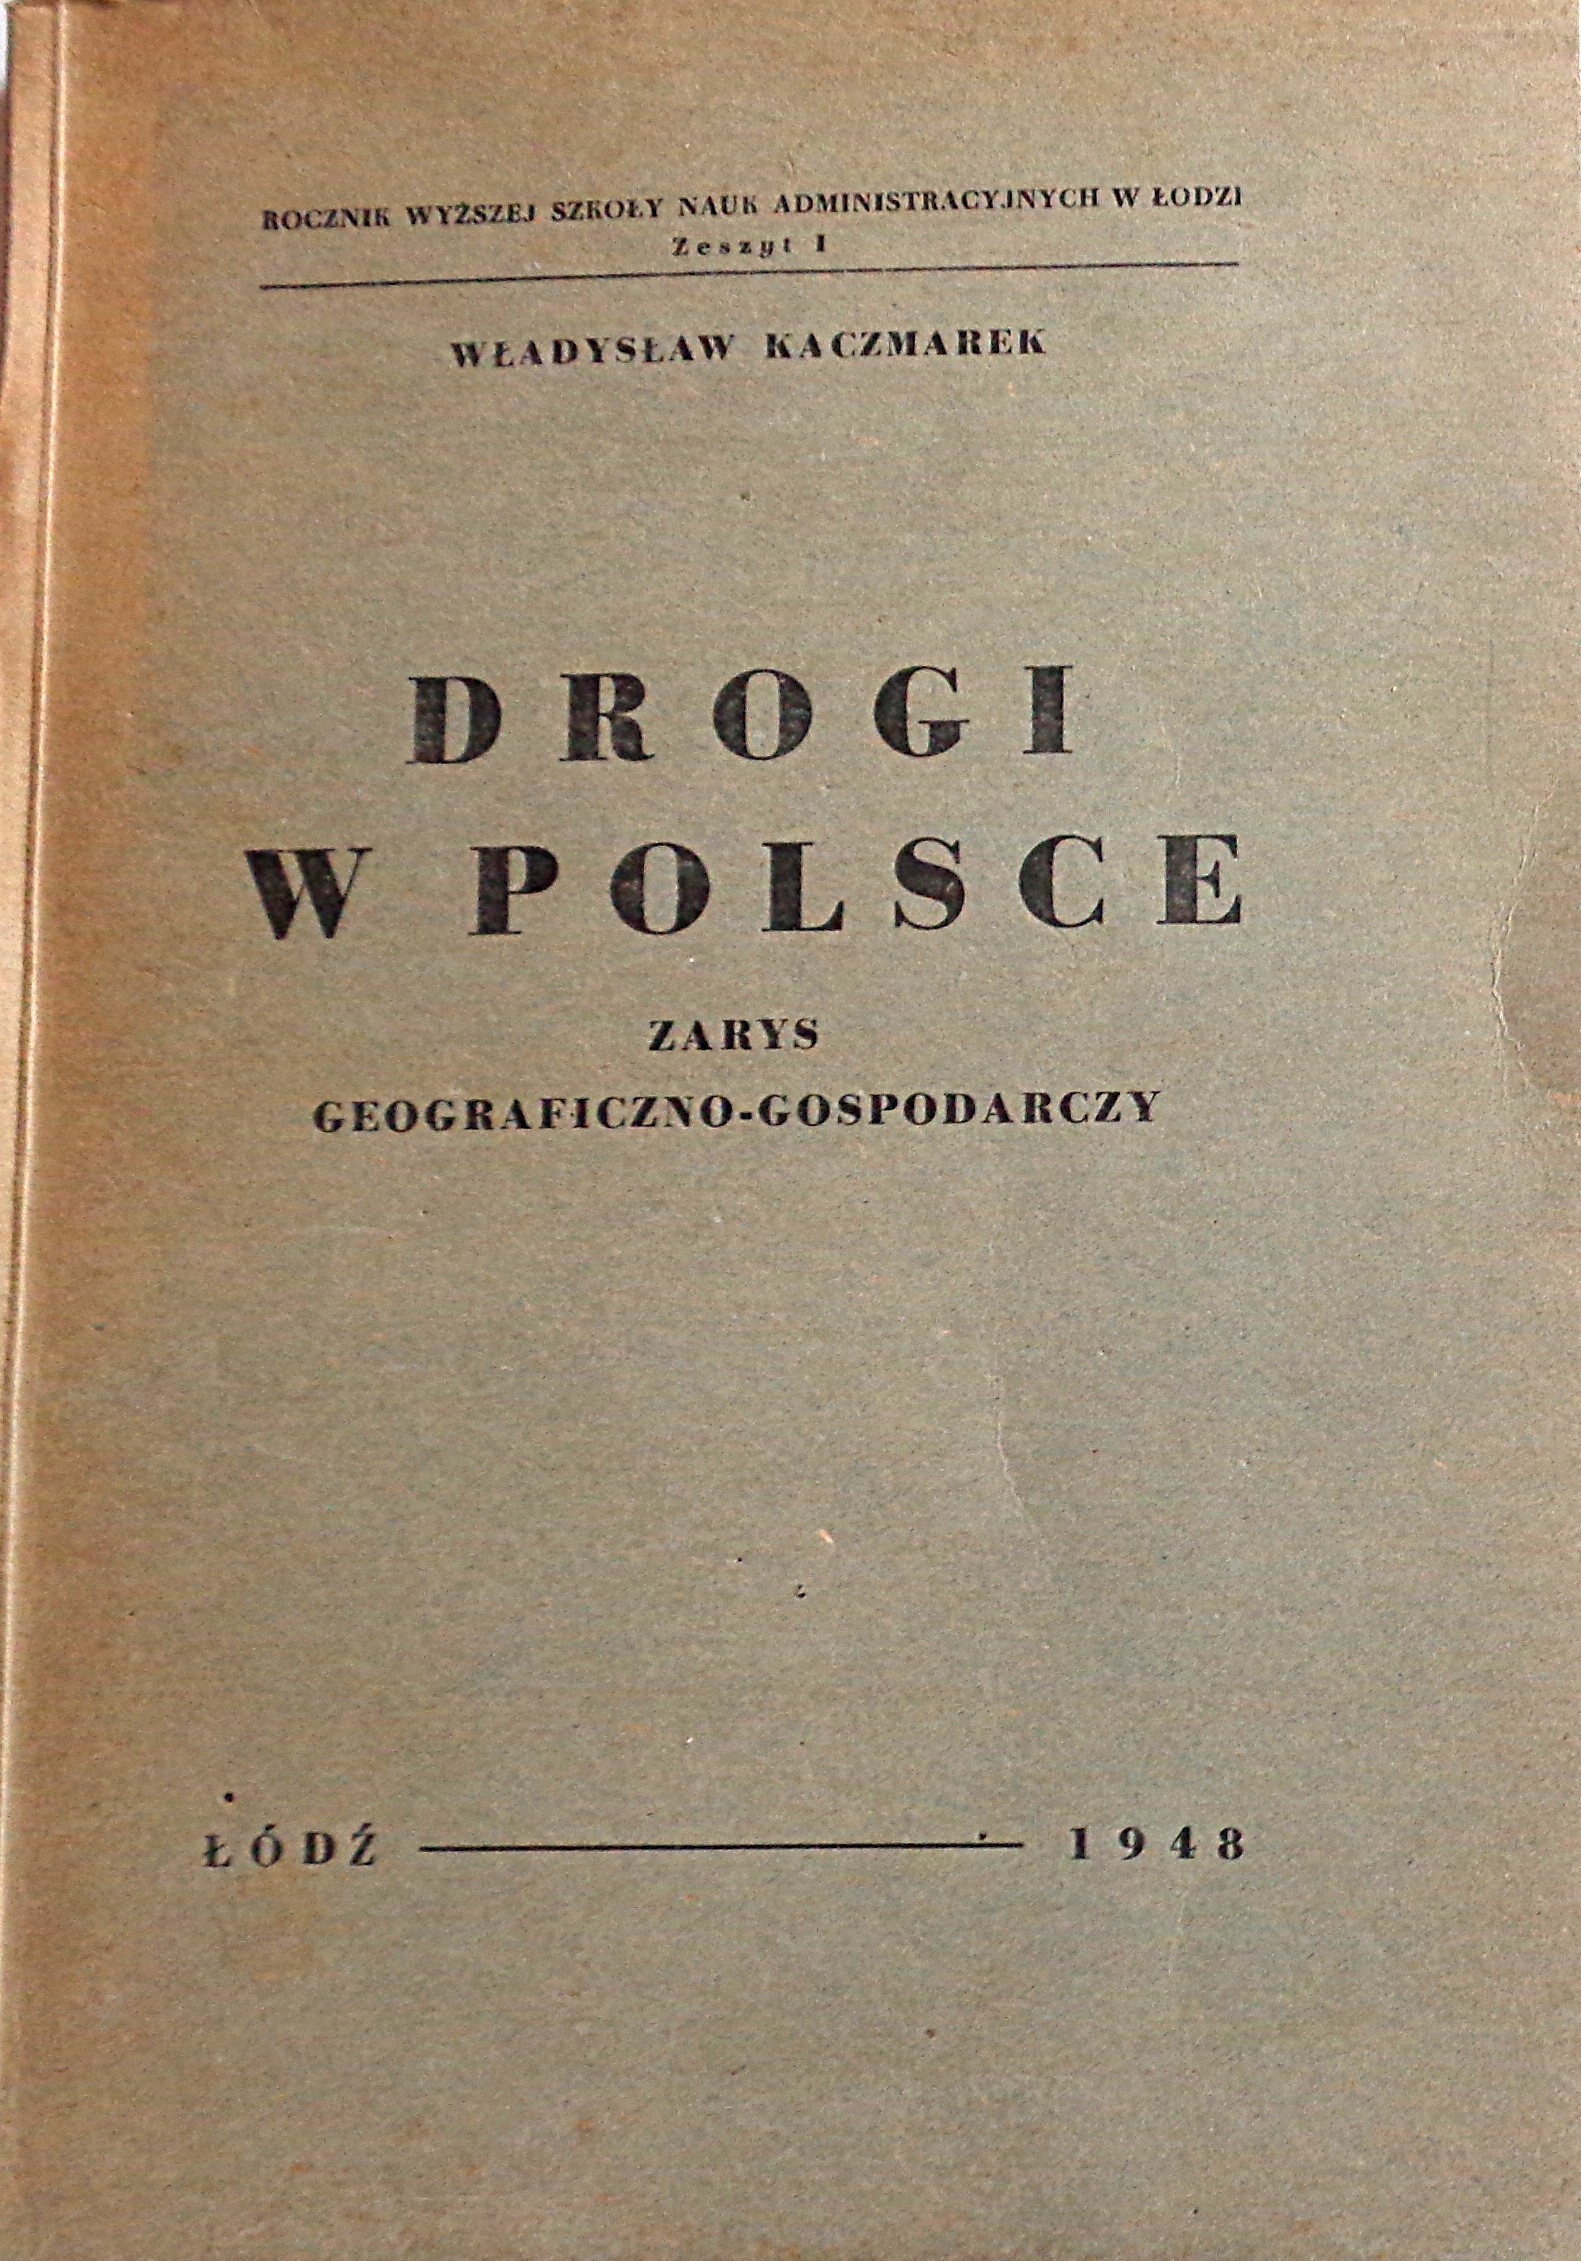 ROCZNIK WYŻSZEJ SZKOŁY NAUK ADMINISTRACYJNYCH W ŁODZI
Zeszyt I
WŁADYSŁAW KACZMAREK
DROGI
W POLSCE
ZARYS
GEOGRAFICZNO-GOSPODARCZY
ŁÓDŹ 1948